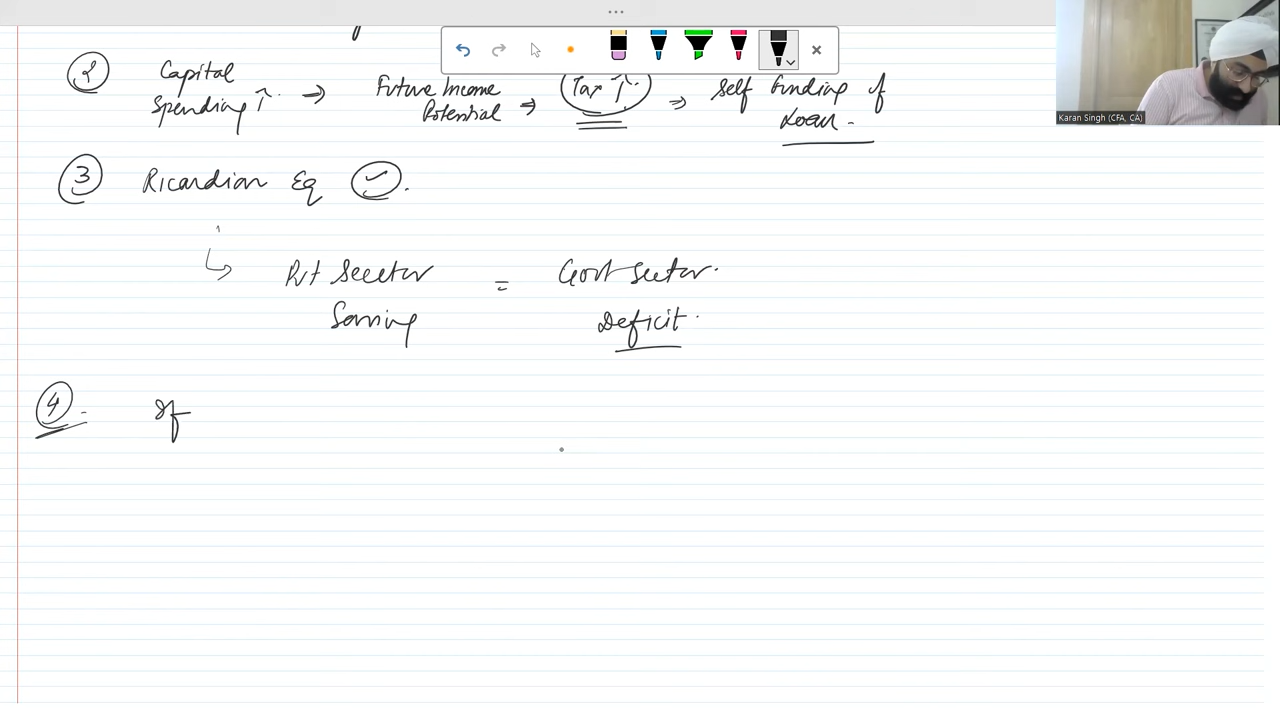 ② Capital Spending ↑ ⇒ Future Income Potential ⇒ Tax ↑ ⇒ Self Funding of Loan.
③ Ricardian Eq ✓.
↳ Pvt Sector Saving = Govt Sector Deficit.
④. If
Karan Singh (CFA, CA)